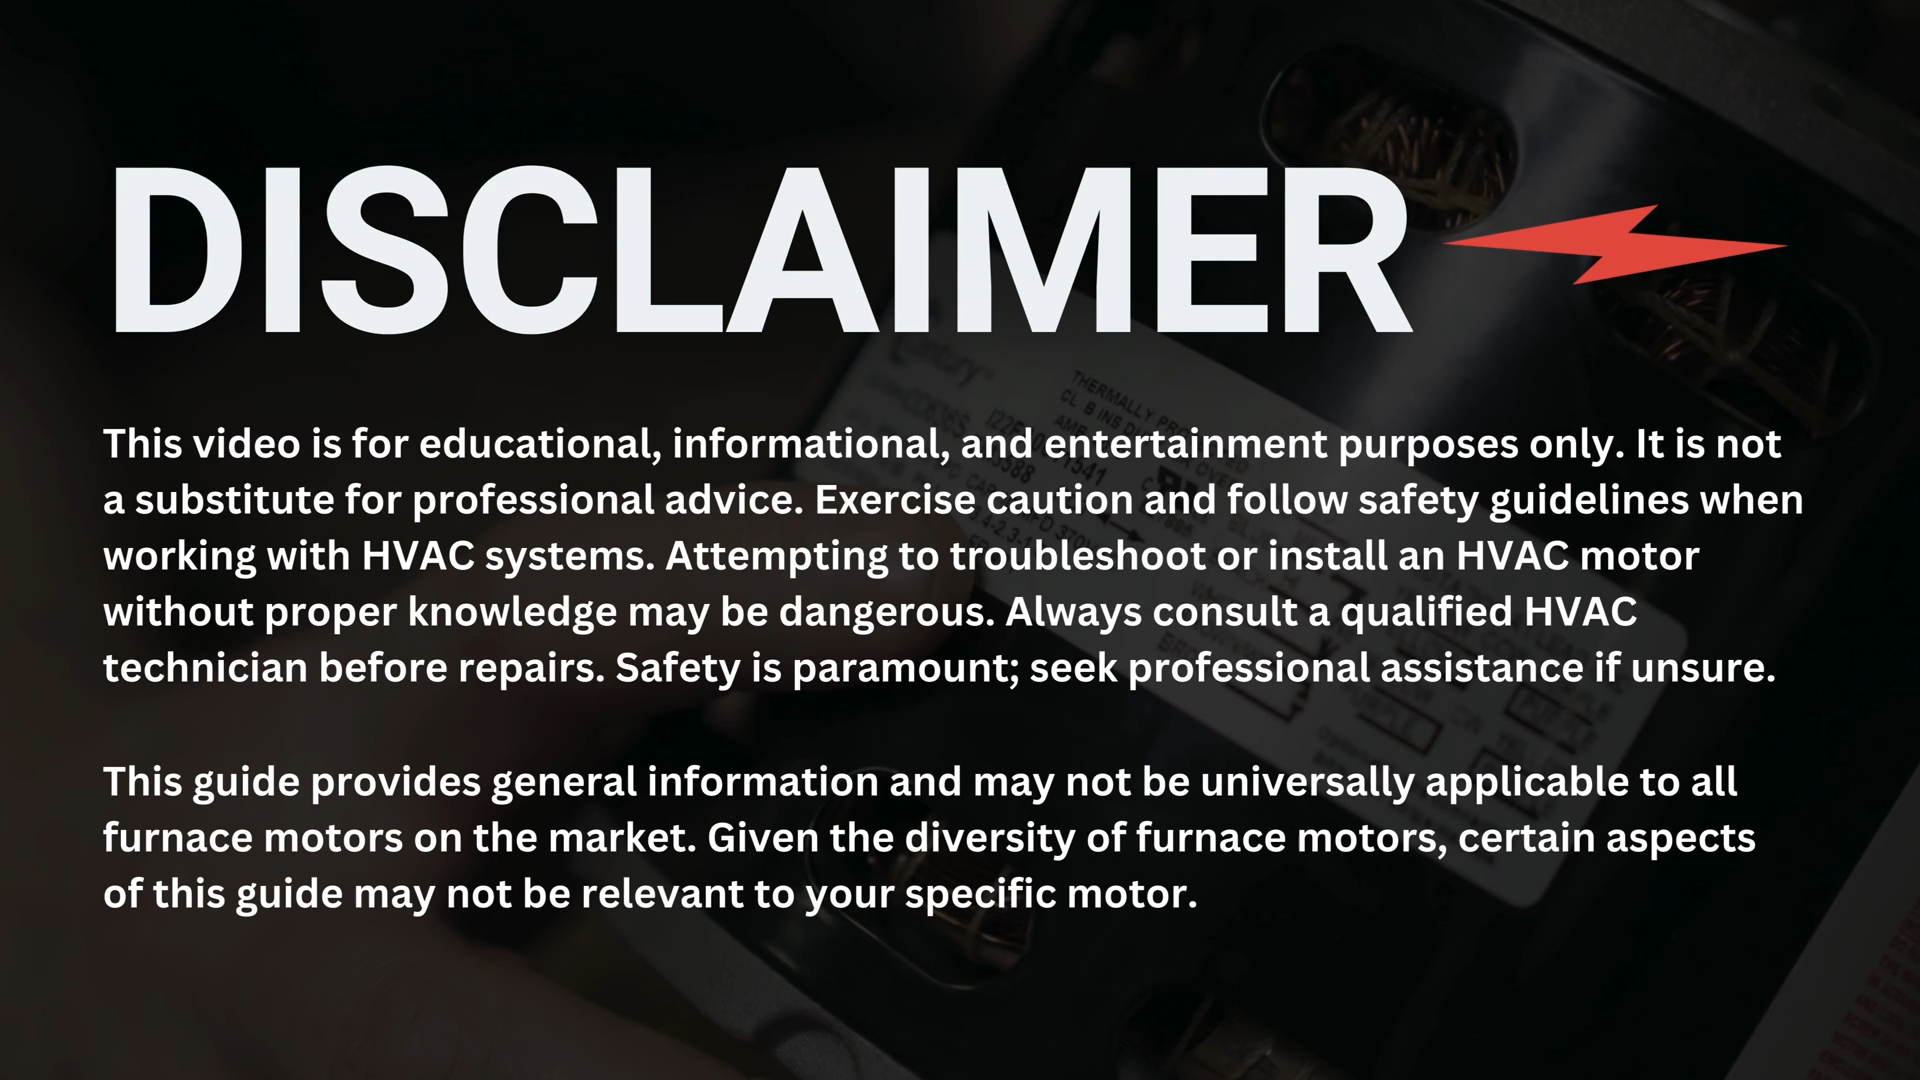 DISCLAIMER
This video is for educational, informational, and entertainment purposes only. It is not
a substitute for professional advice. Exercise caution and follow safety guidelines when
working with HVAC systems. Attempting to troubleshoot or install an HVAC motor
without proper knowledge may be dangerous. Always consult a qualified HVAC
technician before repairs. Safety is paramount; seek professional assistance if unsure.
This guide provides general information and may not be universally applicable to all
furnace motors on the market. Given the diversity of furnace motors, certain aspects
of this guide may not be relevant to your specific motor.
THERMALLY
CL B INS